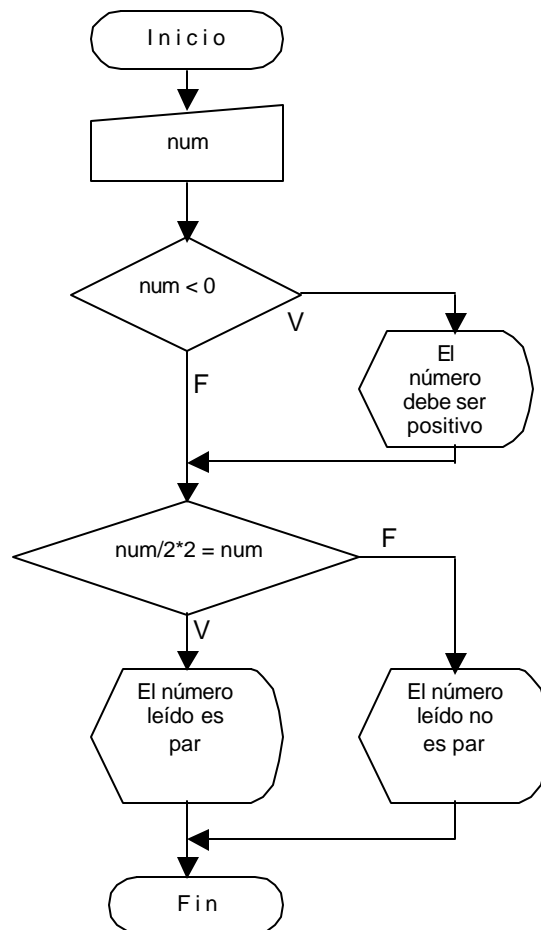 Inicio
num
num < 0
V
F
El
número
debe ser
positivo
num/2*2 = num
F
V
El número
leído es
par
El número
leído no
es par
Fin